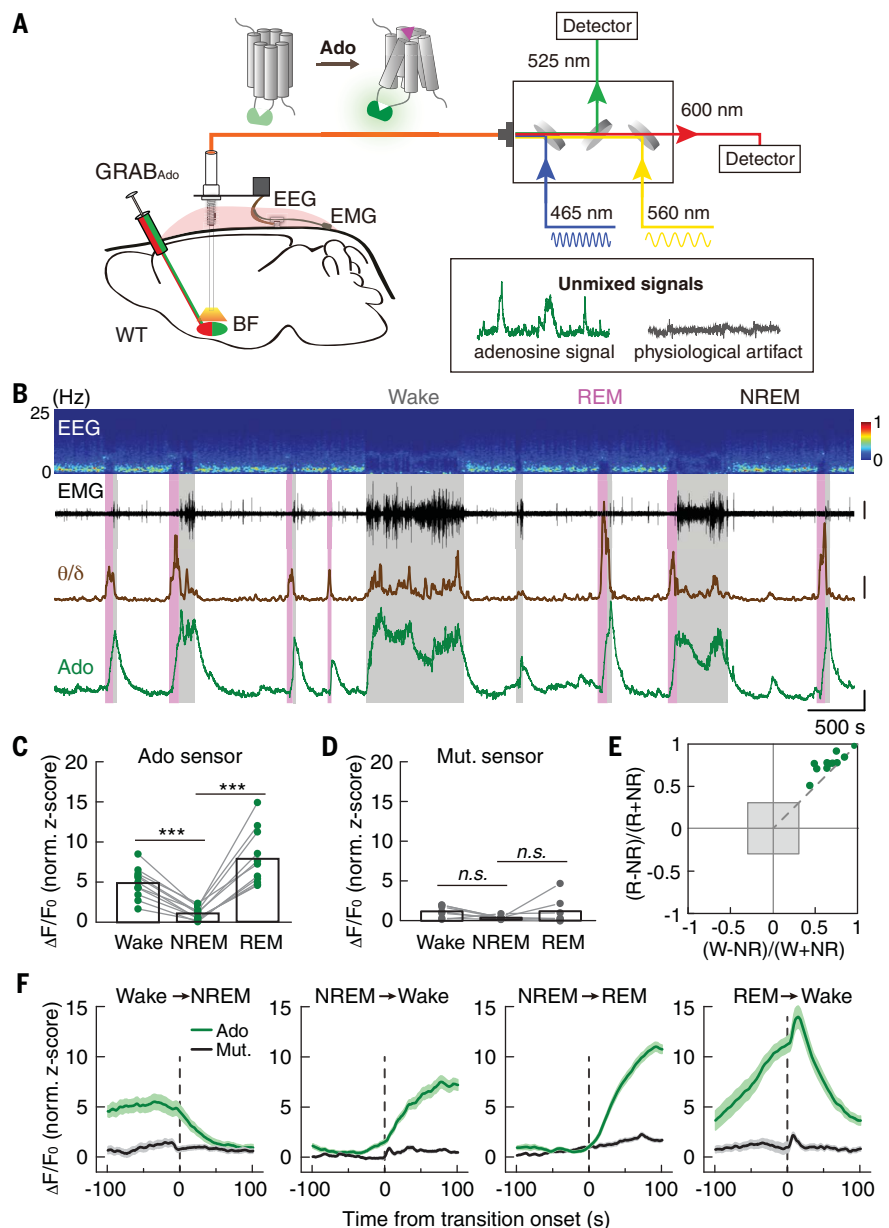 A
Ado
Detector
525 nm
600 nm
Detector
GRABAdo
EEG
EMG
465 nm
560 nm
BF
WT
Unmixed signals
adenosine signal
physiological artifact
B
(Hz)
Wake
REM
NREM
25
EEG
0
1
0
EMG
θ/δ
Ado
500 s
C
Ado sensor
ΔF/F0 (norm. z-score)
20
15
10
5
0
***
***
Wake
NREM
REM
D
Mut. sensor
ΔF/F0 (norm. z-score)
20
15
10
5
0
n.s.
n.s.
Wake
NREM
REM
E
(R-NR)/(R+NR)
1
0.5
0
-0.5
-1
-1
-0.5
0
0.5
1
(W-NR)/(W+NR)
F
ΔF/F0 (norm. z-score)
Wake → NREM
Ado
Mut.
15
10
5
0
-100
0
100
NREM → Wake
15
10
5
0
-100
0
100
NREM → REM
15
10
5
0
-100
0
100
REM → Wake
15
10
5
0
-100
0
100
Time from transition onset (s)